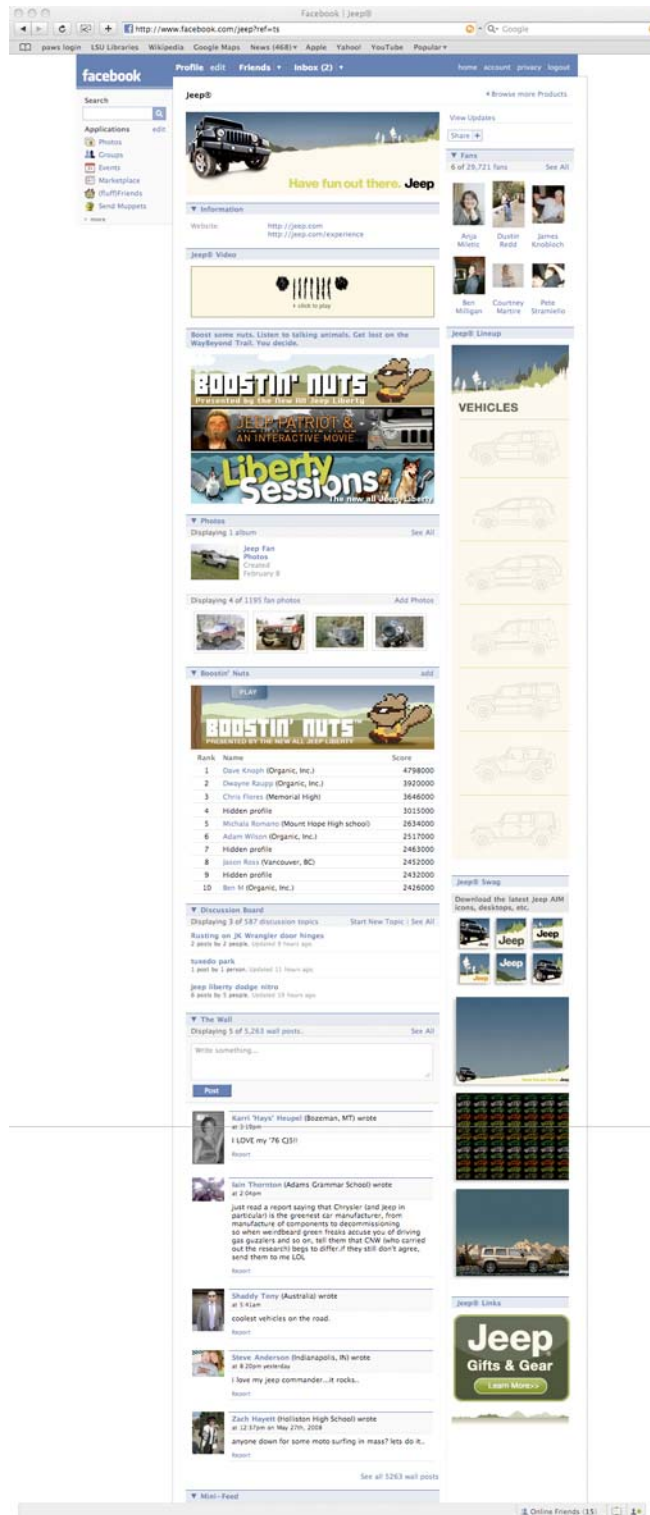 Facebook | Jeep®
http://www.facebook.com/jeep?ref=ts
Google
paws login LSU Libraries Wikipedia Google Maps News (468) Apple Yahoo! YouTube Popular
facebook
Profile edit Friends Inbox (2) home account privacy logout
Search
Applications edit
Photos
Groups
Events
Marketplace
(fluff)Friends
Send Muppets
more
Jeep®
Browse more Products
Have fun out there. Jeep
Information
Website: http://jeep.com
http://jeep.com/experience
Jeep® Video
click to play
Boost some nuts. Listen to talking animals. Get lost on the
WayBeyond Trail. You decide.
BOOSTIN' NUTS
Presented by the New All Jeep Liberty
JEEP PATRIOT &
AN INTERACTIVE MOVIE
Liberty
Sessions
The new all Jeep Liberty
Photos
Displaying 1 album See All
Jeep Fan
Photos
Created
February 8
Displaying 4 of 1195 fan photos Add Photos
Boostin' Nuts add
PLAY
BOOSTIN' NUTS™
PRESENTED BY THE NEW ALL JEEP LIBERTY
Rank Name Score
1 Dave Knoph (Organic, Inc.) 4798000
2 Dwayne Raupp (Organic, Inc.) 3920000
3 Chris Flores (Memorial High) 3646000
4 Hidden profile 3015000
5 Michala Romano (Mount Hope High school) 2634000
6 Adam Wilson (Organic, Inc.) 2517000
7 Hidden profile 2463000
8 Jason Ross (Vancouver, BC) 2452000
9 Hidden profile 2432000
10 Ben M (Organic, Inc.) 2426000
Discussion Board
Displaying 3 of 587 discussion topics Start New Topic | See All
Rusting on JK Wrangler door hinges
2 posts by 2 people. Updated 9 hours ago
tuxedo park
1 post by 1 person. Updated 11 hours ago
jeep liberty dodge nitro
6 posts by 5 people. Updated 19 hours ago
The Wall
Displaying 5 of 5,263 wall posts. See All
Write something...
Post
Karri 'Hays' Heupel (Bozeman, MT) wrote
at 3:18pm
I LOVE my '76 CJ5!!
Report
Iain Thornton (Adams Grammar School) wrote
at 2:04pm
just read a report saying that Chrysler (and Jeep in
particular) is the greenest car manufacturer, from
manufacture of components to decommissioning
so when weirdbeard green freaks accuse you of driving
gas guzzlers and so on, tell them that CNW (who carried
out the research) begs to differ.if they still don't agree,
send them to me LOL
Report
Shaddy Tony (Australia) wrote
at 5:41am
coolest vehicles on the road.
Report
Steve Anderson (Indianapolis, IN) wrote
at 8:20pm yesterday
i love my jeep commander...it rocks..
Report
Zach Hayett (Holliston High School) wrote
at 12:37pm on May 27th, 2008
anyone down for some moto surfing in mass? lets do it..
Report
See all 5263 wall posts
Mini-Feed
View Updates
Share +
Fans
6 of 28,721 fans See All
Anja
Miletic
Dustin
Redd
James
Knobloch
Ben
Milligan
Courtney
Martire
Pete
Stramiello
Jeep® Lineup
VEHICLES
Jeep® Swag
Download the latest Jeep AIM
icons, desktops, etc.
Jeep
Jeep
Jeep® Links
Jeep
Gifts & Gear
Learn More>>
Online Friends (15)